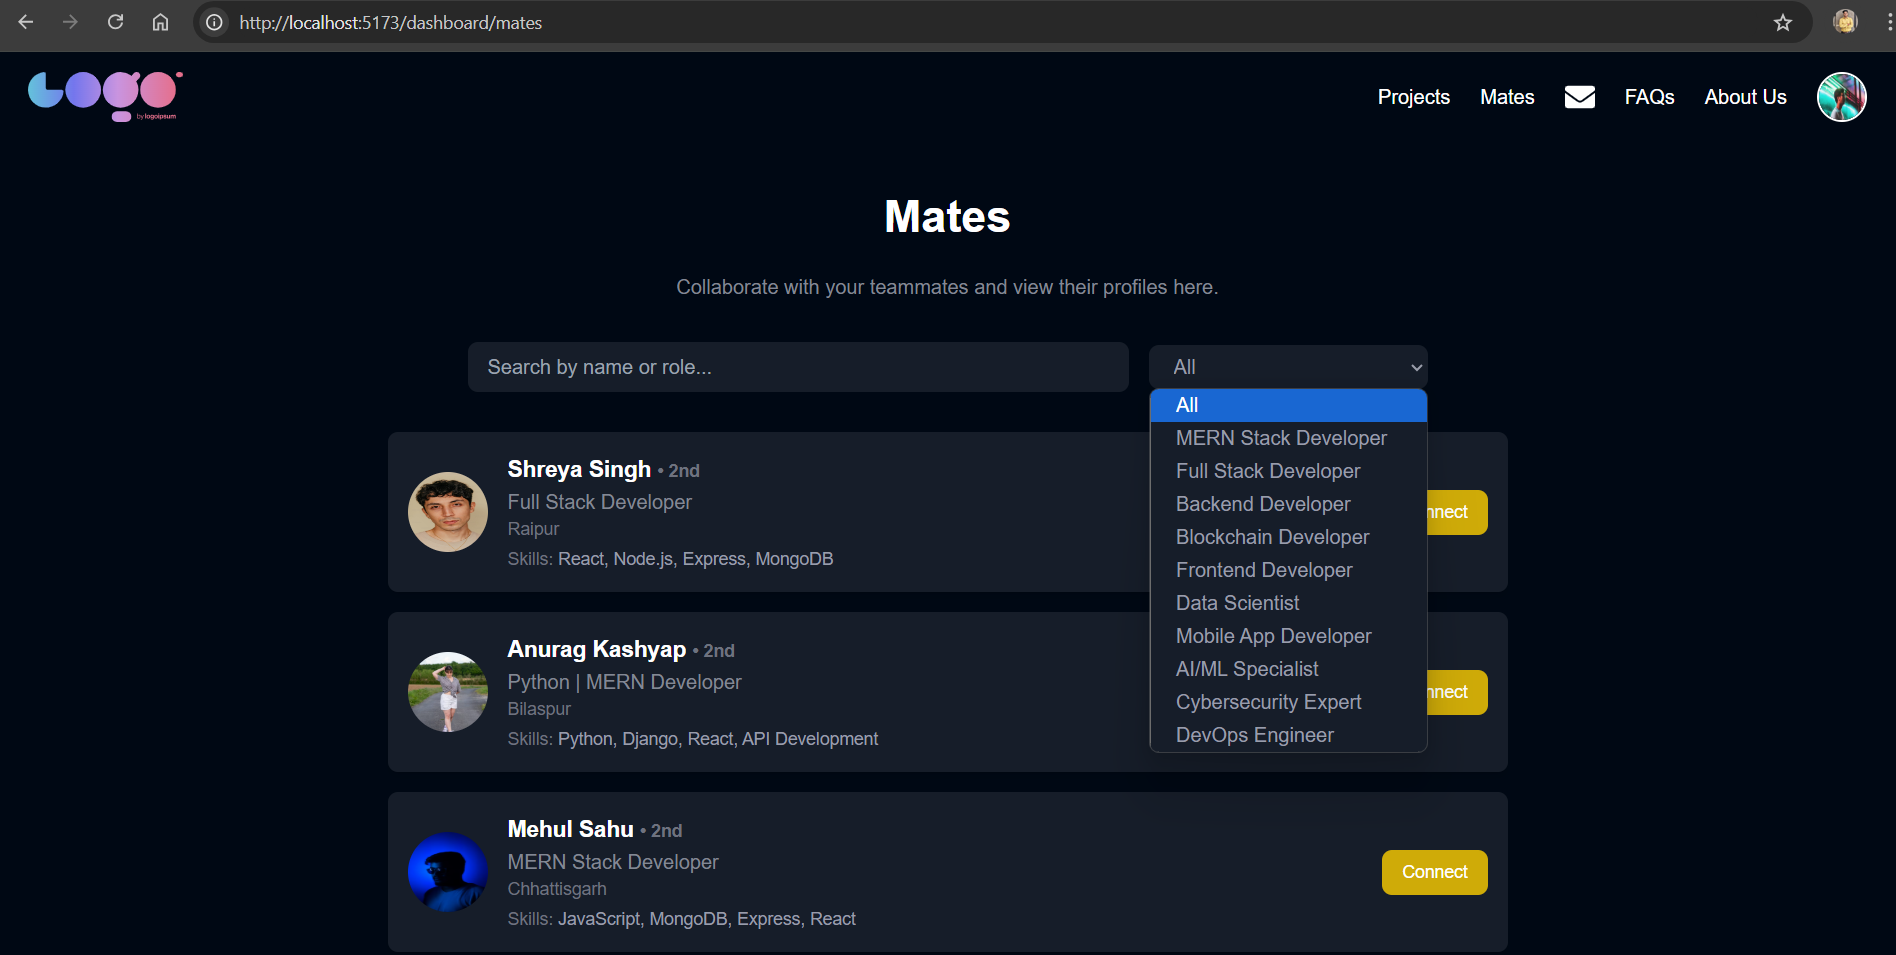 http://localhost:5173/dashboard/mates
Logo
by logoipsum
Projects Mates FAQs About Us
Mates
Collaborate with your teammates and view their profiles here.
Search by name or role...
All
All
MERN Stack Developer
Full Stack Developer
Backend Developer
Blockchain Developer
Frontend Developer
Data Scientist
Mobile App Developer
AI/ML Specialist
Cybersecurity Expert
DevOps Engineer
Shreya Singh • 2nd
Full Stack Developer
Raipur
Skills: React, Node.js, Express, MongoDB
nnect
Anurag Kashyap • 2nd
Python | MERN Developer
Bilaspur
Skills: Python, Django, React, API Development
nnect
Mehul Sahu • 2nd
MERN Stack Developer
Chhattisgarh
Skills: JavaScript, MongoDB, Express, React
Connect